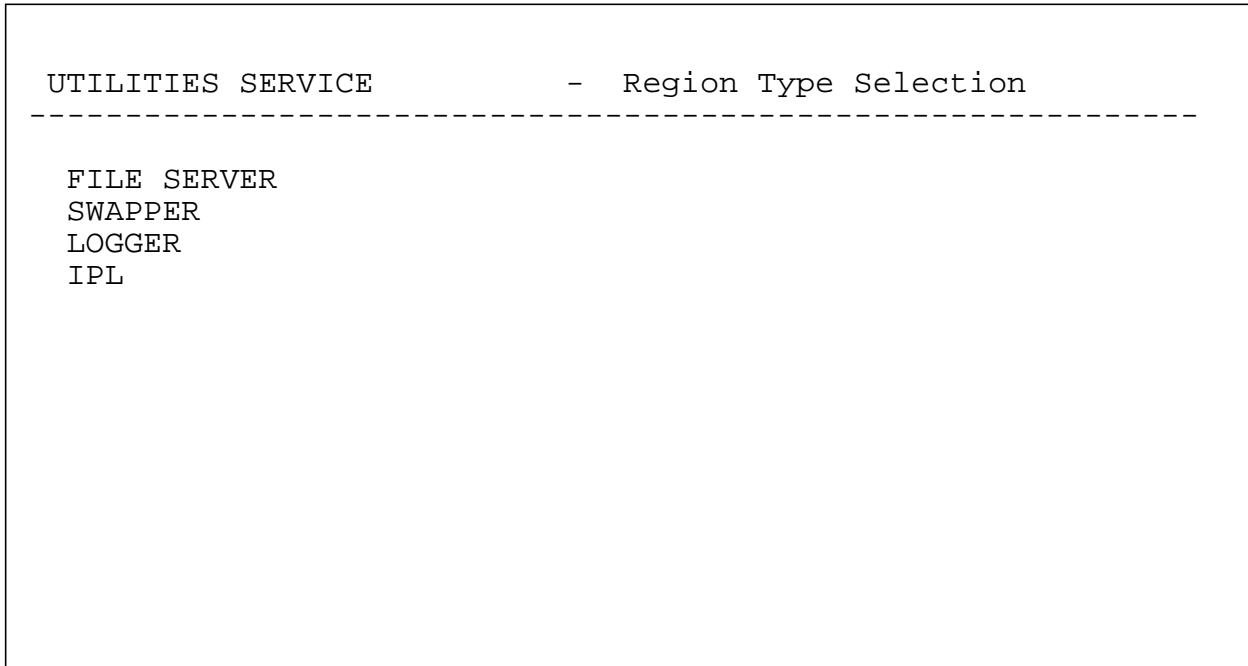 UTILITIES SERVICE - Region Type Selection
-------------------------------------------------------------
FILE SERVER
SWAPPER
LOGGER
IPL